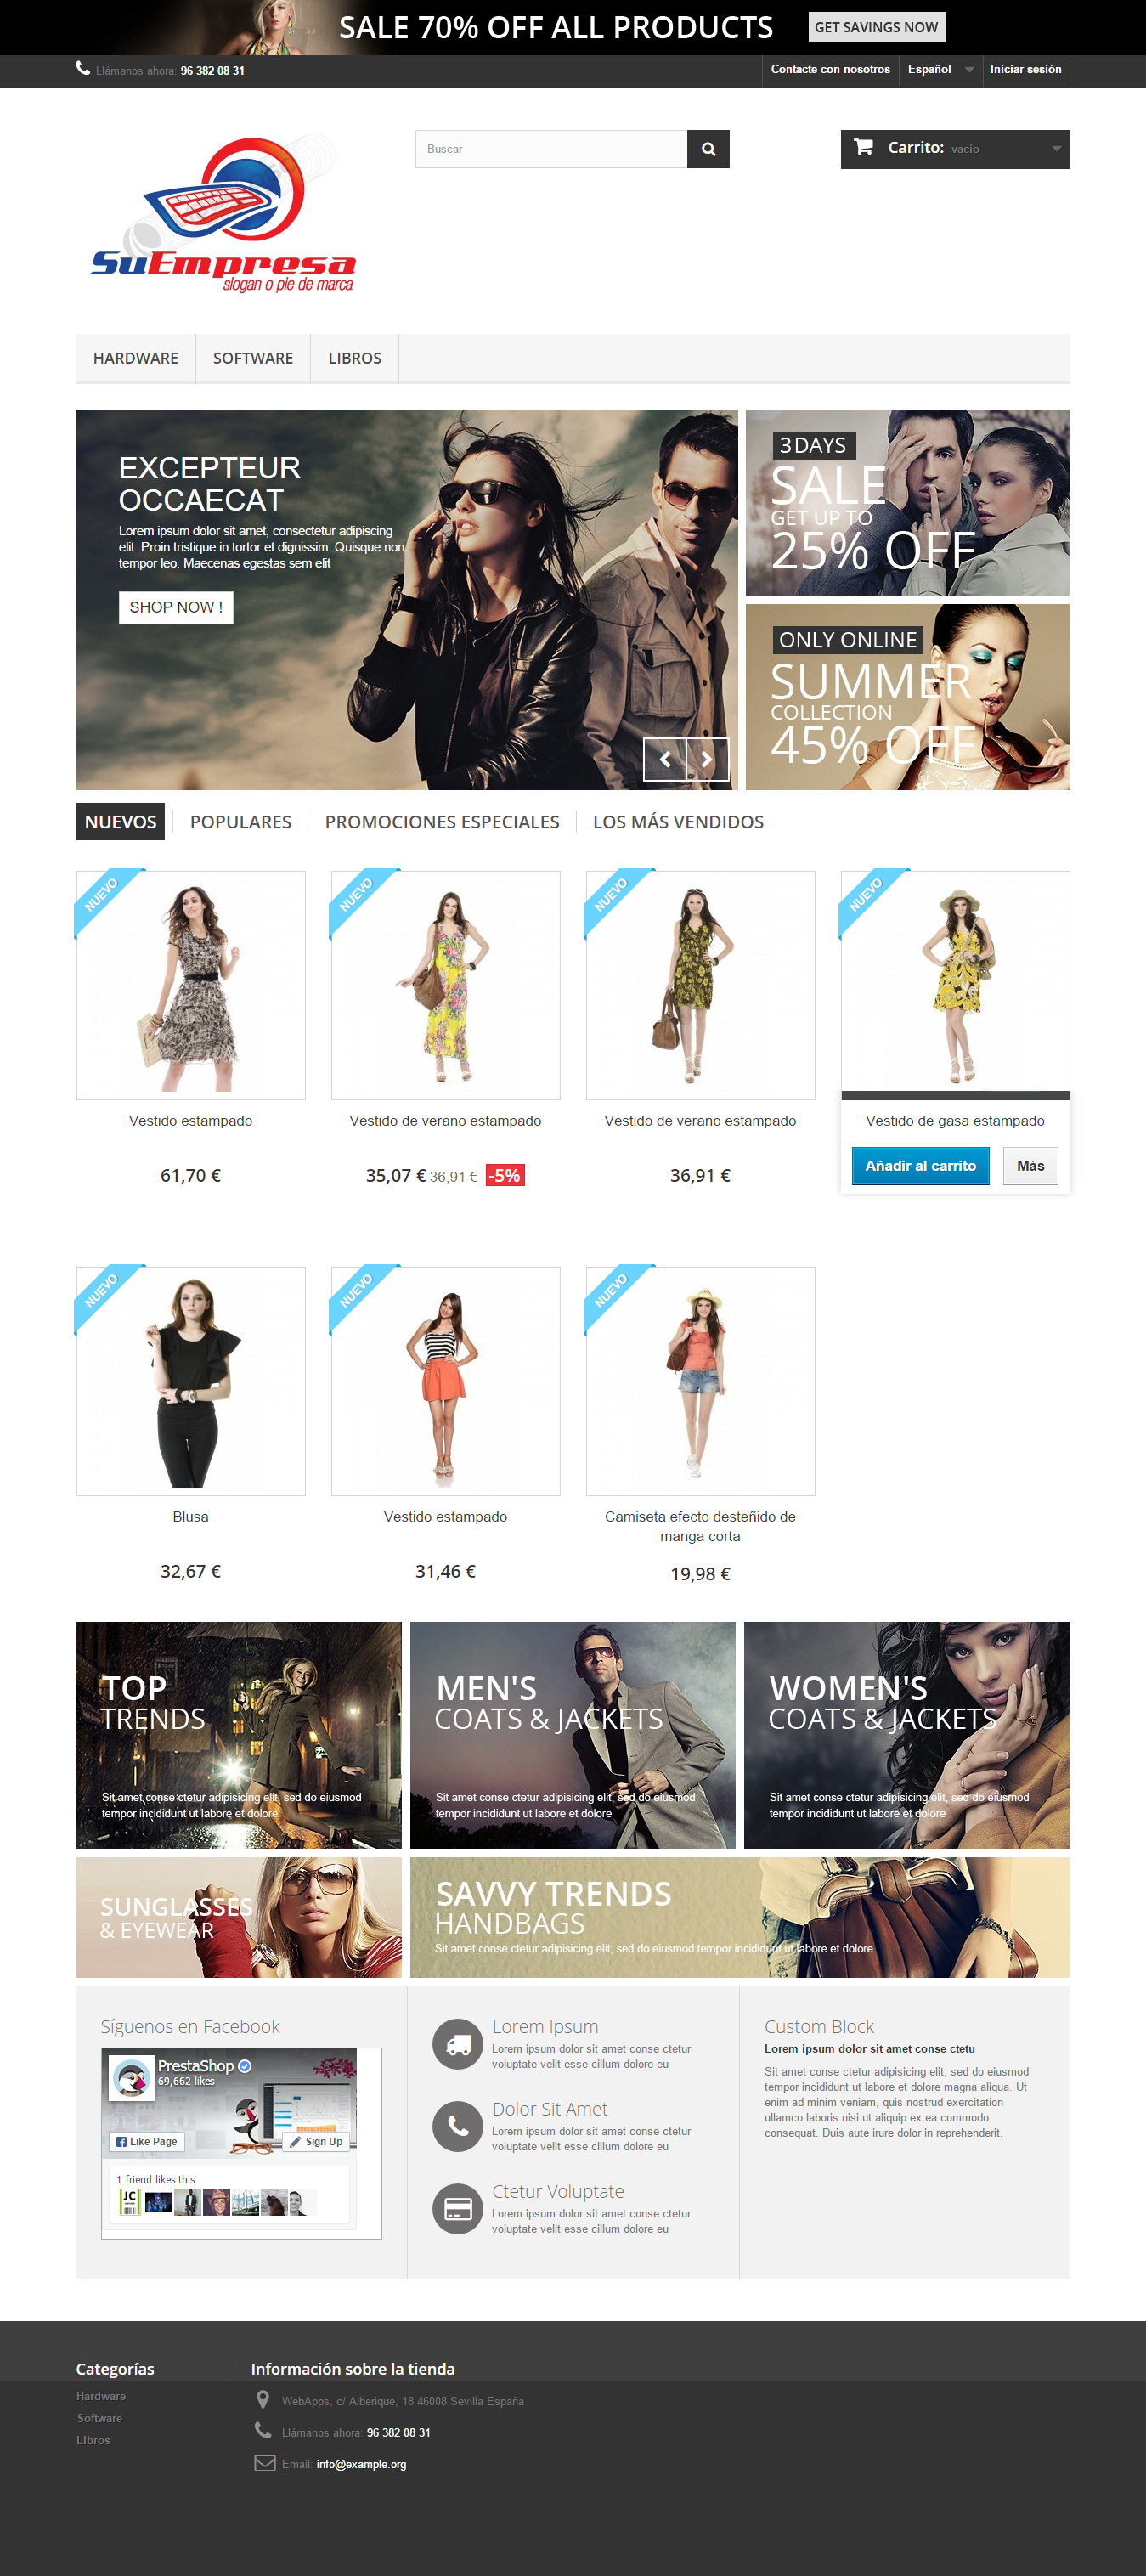 SALE 70% OFF ALL PRODUCTS
GET SAVINGS NOW
Llámanos ahora: 96 382 08 31
Contacte con nosotros
Español
Iniciar sesión
SuEmpresa
slogan o pie de marca
Buscar
Carrito: vacío
HARDWARE
SOFTWARE
LIBROS
EXCEPTEUR
OCCAECAT
Lorem ipsum dolor sit amet, consectetur adipiscing
elit. Proin tristique in tortor et dignissim. Quisque non
tempor leo. Maecenas egestas sem elit
SHOP NOW !
3 DAYS
SALE
GET UP TO
25% OFF
ONLY ONLINE
SUMMER
COLLECTION
45% OFF
NUEVOS
POPULARES
PROMOCIONES ESPECIALES
LOS MÁS VENDIDOS
NUEVO
NUEVO
NUEVO
NUEVO
Vestido estampado
Vestido de verano estampado
Vestido de verano estampado
Vestido de gasa estampado
61,70 €
35,07 € 36,91 € -5%
36,91 €
Añadir al carrito
Más
NUEVO
NUEVO
NUEVO
Blusa
Vestido estampado
Camiseta efecto desteñido de
manga corta
32,67 €
31,46 €
19,98 €
TOP
TRENDS
Sit amet conse ctetur adipisicing elit, sed do eiusmod
tempor incididunt ut labore et dolore
MEN'S
COATS & JACKETS
Sit amet conse ctetur adipisicing elit, sed do eiusmod
tempor incididunt ut labore et dolore
WOMEN'S
COATS & JACKETS
Sit amet conse ctetur adipisicing elit, sed do eiusmod
tempor incididunt ut labore et dolore
SUNGLASSES
& EYEWEAR
SAVVY TRENDS
HANDBAGS
Sit amet conse ctetur adipisicing elit, sed do eiusmod tempor incididunt ut labore et dolore
Síguenos en Facebook
PrestaShop
69,662 likes
Like Page
Sign Up
1 friend likes this
JC
Lorem Ipsum
Lorem ipsum dolor sit amet conse ctetur
voluptate velit esse cillum dolore eu
Dolor Sit Amet
Lorem ipsum dolor sit amet conse ctetur
voluptate velit esse cillum dolore eu
Ctetur Voluptate
Lorem ipsum dolor sit amet conse ctetur
voluptate velit esse cillum dolore eu
Custom Block
Lorem ipsum dolor sit amet conse ctetu
Sit amet conse ctetur adipisicing elit, sed do eiusmod
tempor incididunt ut labore et dolore magna aliqua. Ut
enim ad minim veniam, quis nostrud exercitation
ullamco laboris nisi ut aliquip ex ea commodo
consequat. Duis aute irure dolor in reprehenderit.
Categorías
Hardware
Software
Libros
Información sobre la tienda
WebApps, c/ Alberique, 18 46008 Sevilla España
Llámanos ahora: 96 382 08 31
Email: info@example.org